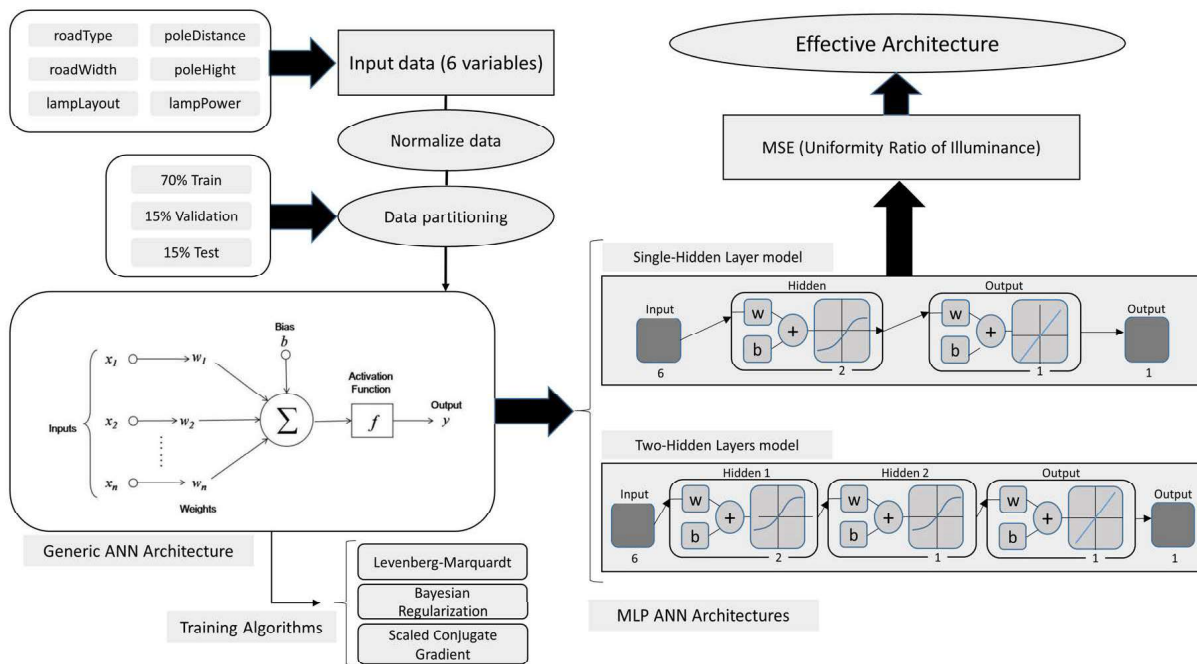 roadType
poleDistance
roadWidth
poleHight
lampLayout
lampPower
Input data (6 variables)
Normalize data
70% Train
15% Validation
15% Test
Data partitioning
Bias
b
x1
w1
Activation
Function
Output
Inputs
x2
w2
∑
f
y
xn
wn
Weights
Generic ANN Architecture
Training Algorithms
Levenberg-Marquardt
Bayesian
Regularization
Scaled Conjugate
Gradient
Effective Architecture
MSE (Uniformity Ratio of Illuminance)
Single-Hidden Layer model
Input
Hidden
Output
Output
w
+
b
w
+
b
6
2
1
1
Two-Hidden Layers model
Input
Hidden 1
Hidden 2
Output
Output
w
+
b
w
+
b
w
+
b
6
2
1
1
1
MLP ANN Architectures